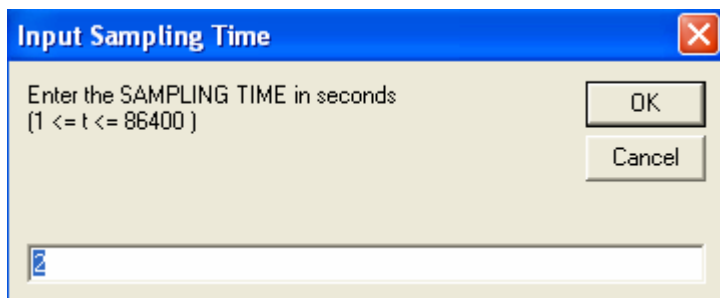 Input Sampling Time
Enter the SAMPLING TIME in seconds
(1 <= t <= 86400 )
OK
Cancel
2